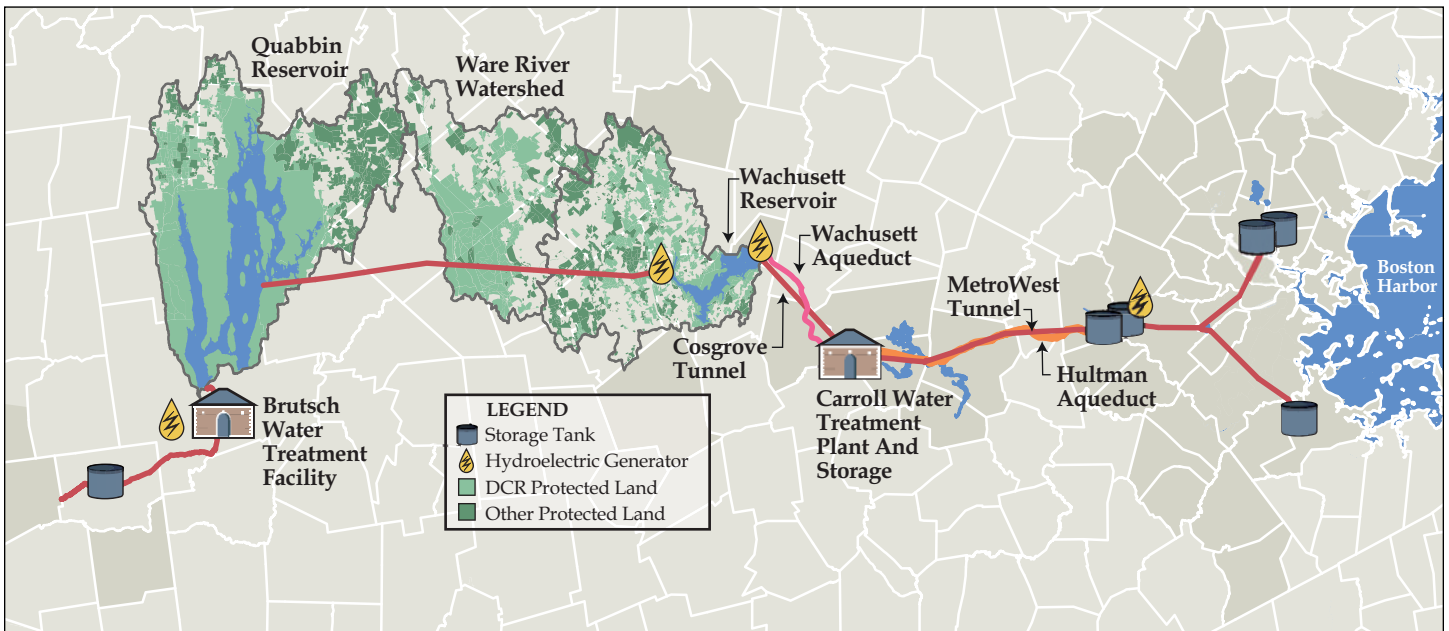 Quabbin
Reservoir
Ware River
Watershed
Wachusett
Reservoir
Wachusett
Aqueduct
MetroWest
Tunnel
Boston
Harbor
Cosgrove
Tunnel
Hultman
Aqueduct
Carroll Water
Treatment
Plant And
Storage
Brutsch
Water
Treatment
Facility
LEGEND
Storage Tank
Hydroelectric Generator
DCR Protected Land
Other Protected Land